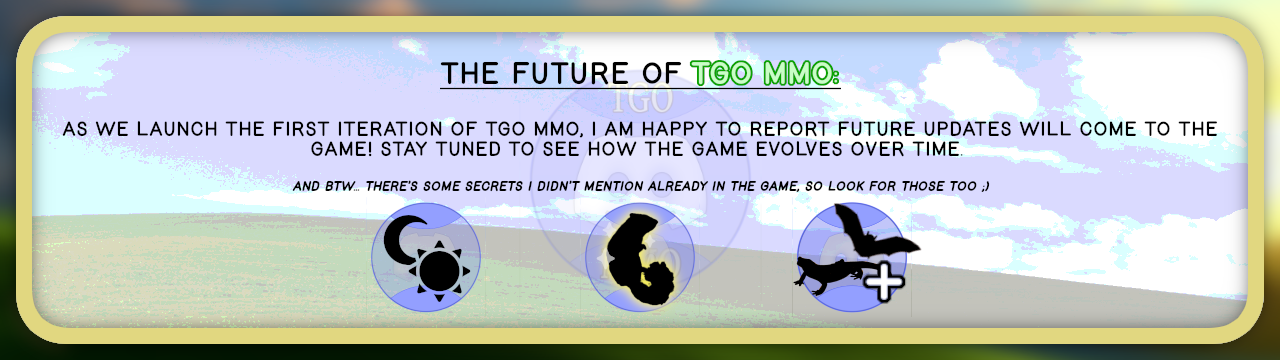 THE FUTURE OF TGO MMO:
AS WE LAUNCH THE FIRST ITERATION OF TGO MMO, I AM HAPPY TO REPORT FUTURE UPDATES WILL COME TO THE
GAME! STAY TUNED TO SEE HOW THE GAME EVOLVES OVER TIME.
AND BTW... THERE'S SOME SECRETS I DIDN'T MENTION ALREADY IN THE GAME, SO LOOK FOR THOSE TOO ;)
TGO